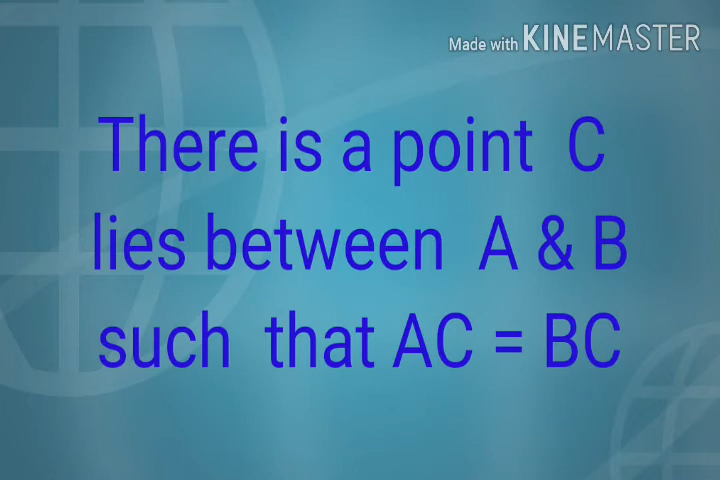 Made with KINEMASTER
There is a point C
lies between A & B
such that AC = BC